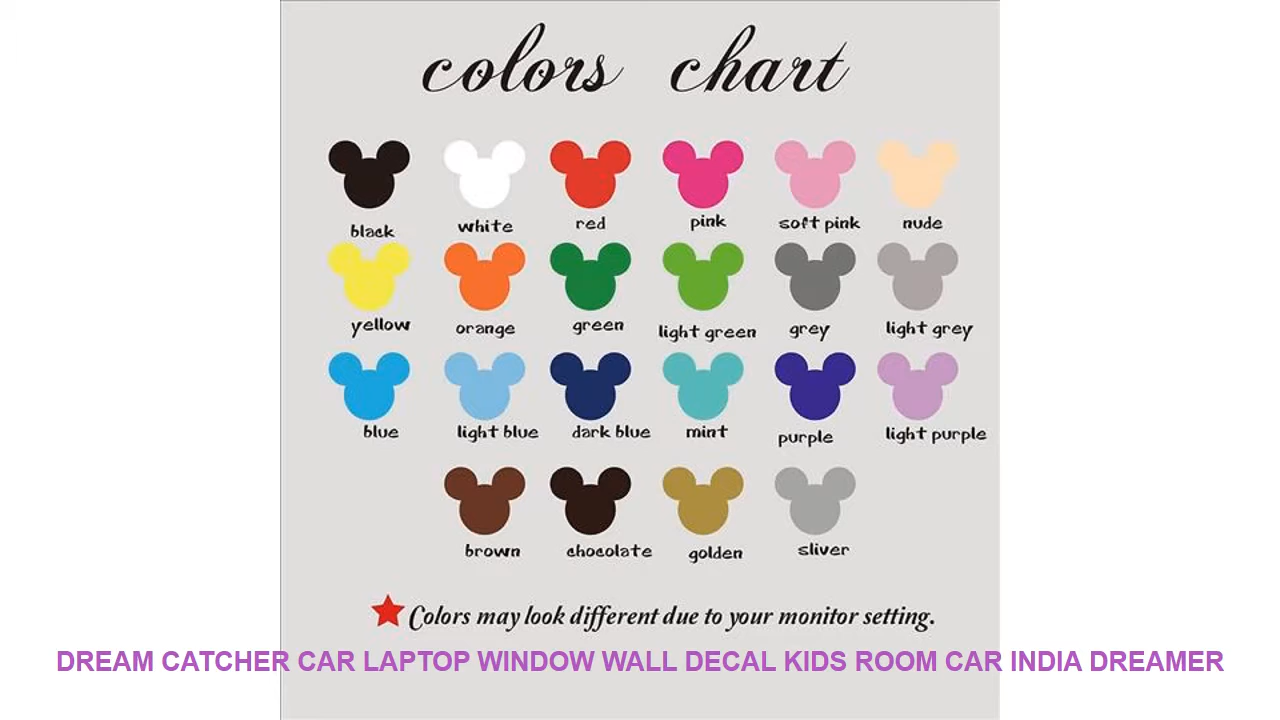 colors chart
black white red pink soft pink nude
yellow orange green light green grey light grey
blue light blue dark blue mint purple light purple
brown chocolate golden sliver
Colors may look different due to your monitor setting.
DREAM CATCHER CAR LAPTOP WINDOW WALL DECAL KIDS ROOM CAR INDIA DREAMER